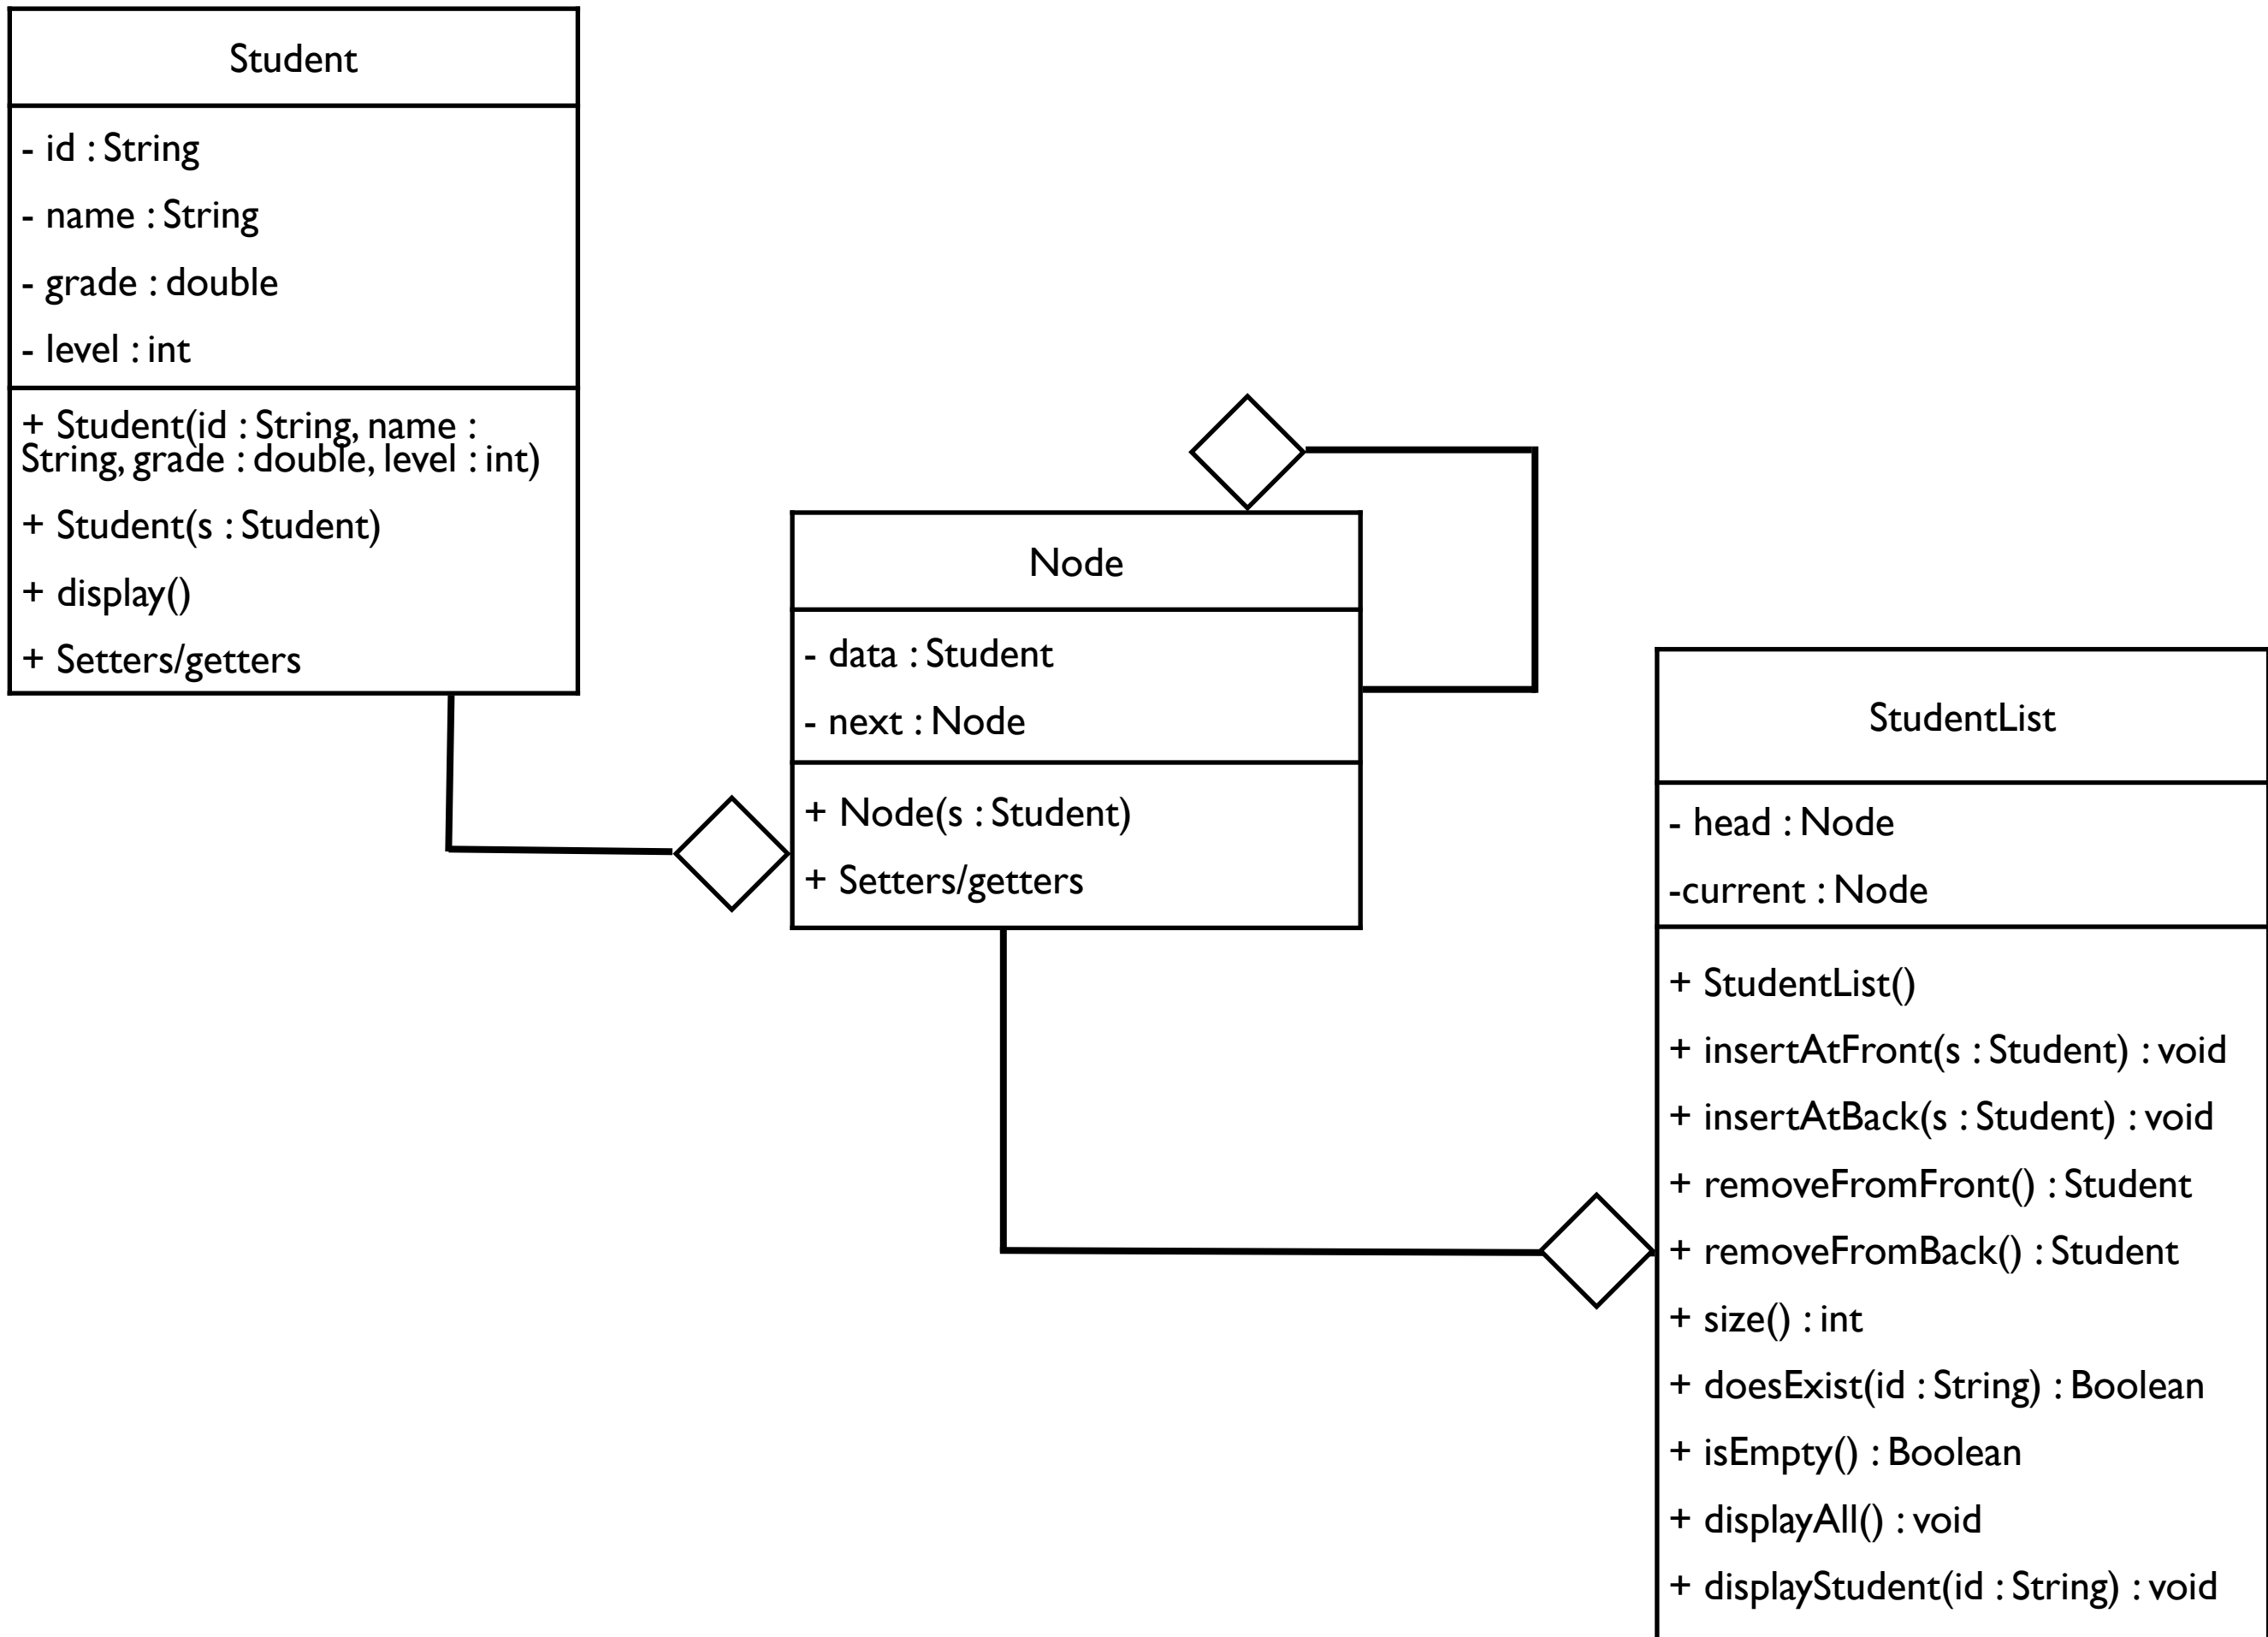 Student
- id : String
- name : String
- grade : double
- level : int
+ Student(id : String, name :
String, grade : double, level : int)
+ Student(s : Student)
+ display()
+ Setters/getters
Node
- data : Student
- next : Node
+ Node(s : Student)
+ Setters/getters
StudentList
- head : Node
-current : Node
+ StudentList()
+ insertAtFront(s : Student) : void
+ insertAtBack(s : Student) : void
+ removeFromFront() : Student
+ removeFromBack() : Student
+ size() : int
+ doesExist(id : String) : Boolean
+ isEmpty() : Boolean
+ displayAll() : void
+ displayStudent(id : String) : void